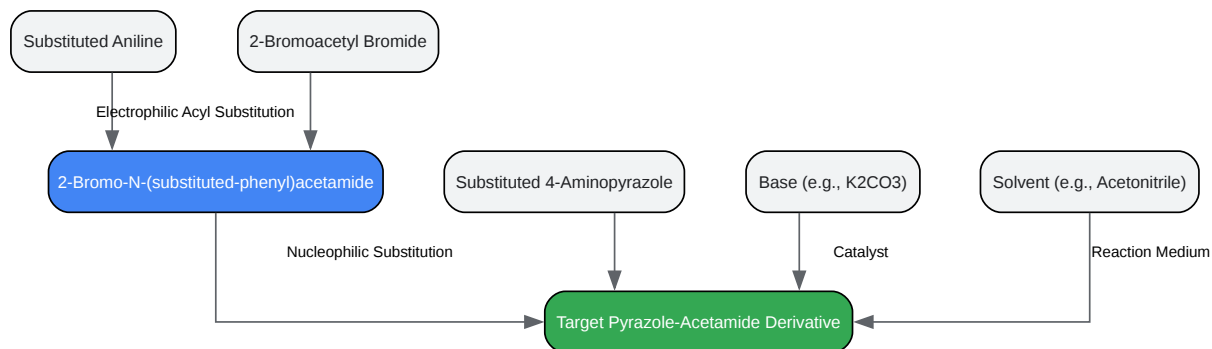 Substituted Aniline
2-Bromoacetyl Bromide
Electrophilic Acyl Substitution
2-Bromo-N-(substituted-phenyl)acetamide
Substituted 4-Aminopyrazole
Base (e.g., K2CO3)
Solvent (e.g., Acetonitrile)
Nucleophilic Substitution
Catalyst
Reaction Medium
Target Pyrazole-Acetamide Derivative